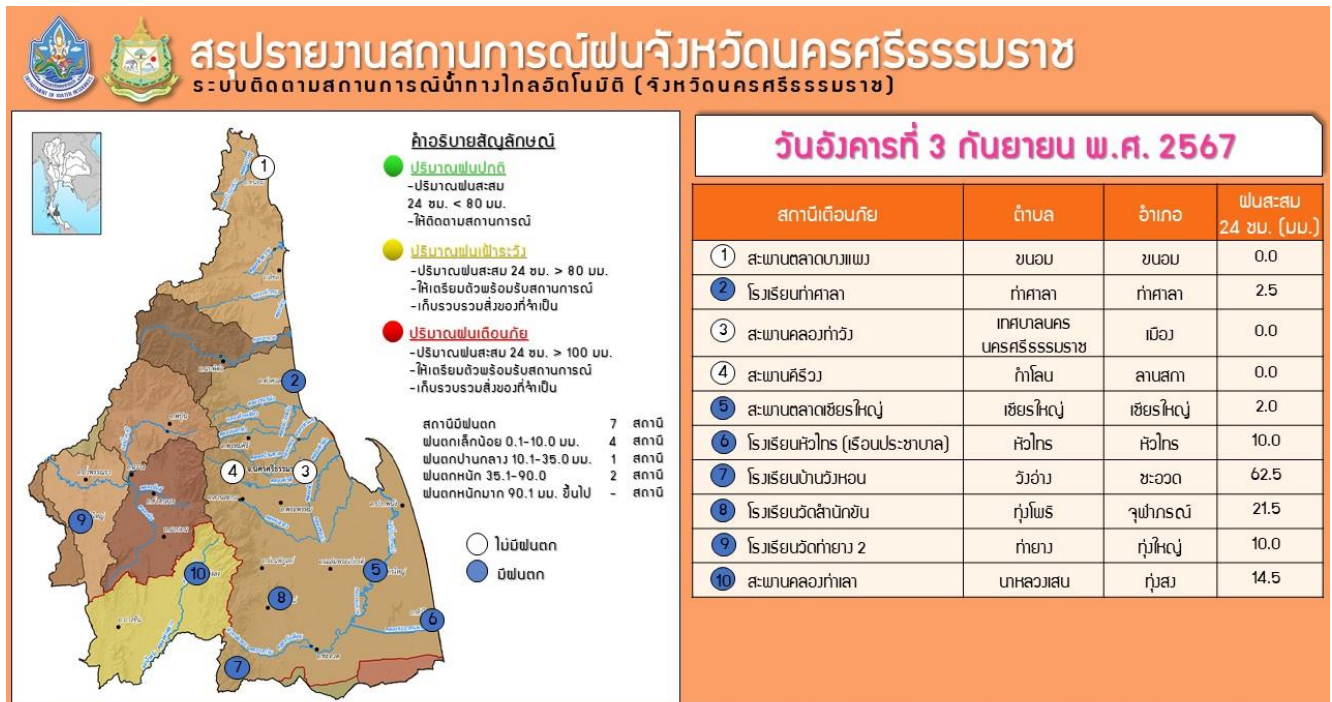 สรุปรายงานสถานการณ์ฝนจังหวัดนครศรีธรรมราช
ระบบติดตามสถานการณ์น้ำทางไกลอัตโนมัติ (จังหวัดนครศรีธรรมราช)
คำอธิบายสัญลักษณ์
ปริมาณฝนปกติ
-ปริมาณฝนสะสม
24 ชม. < 80 มม.
-ให้ติดตามสถานการณ์
ปริมาณฝนเฝ้าระวัง
-ปริมาณฝนสะสม 24 ชม. > 80 มม.
-ให้เตรียมตัวพร้อมรับสถานการณ์
-เก็บรวบรวมสิ่งของที่จำเป็น
ปริมาณฝนเตือนภัย
-ปริมาณฝนสะสม 24 ชม. > 100 มม.
-ให้เตรียมตัวพร้อมรับสถานการณ์
-เก็บรวบรวมสิ่งของที่จำเป็น
สถานีมีฝนตก 7 สถานี
ฝนตกเล็กน้อย 0.1-10.0 มม. 4 สถานี
ฝนตกปานกลาง 10.1-35.0 มม. 1 สถานี
ฝนตกหนัก 35.1-90.0 2 สถานี
ฝนตกหนักมาก 90.1 มม. ขึ้นไป - สถานี
ไม่มีฝนตก
มีฝนตก
1
2
4
3
9
10
5
8
6
7
วันอังคารที่ 3 กันยายน พ.ศ. 2567
สถานีเตือนภัย ตำบล อำเภอ ฝนสะสม
24 ชม. (มม.)
1 สะพานตลาดบางแพง ขนอม ขนอม 0.0
2 โรงเรียนท่าศาลา ท่าศาลา ท่าศาลา 2.5
3 สะพานคลองท่าวัง เทศบาลนคร
นครศรีธรรมราช เมือง 0.0
4 สะพานคีรีวง กำโลน ลานสกา 0.0
5 สะพานตลาดเชียรใหญ่ เชียรใหญ่ เชียรใหญ่ 2.0
6 โรงเรียนหัวไทร (เรือนประชาบาล) หัวไทร หัวไทร 10.0
7 โรงเรียนบ้านวังหอน วังอ่าง ชะอวด 62.5
8 โรงเรียนวัดสำนักขัน ทุ่งโพธิ จุฬาภรณ์ 21.5
9 โรงเรียนวัดท่ายาง 2 ท่ายาง ทุ่งใหญ่ 10.0
10 สะพานคลองท่าเลา นาหลวงเสน ทุ่งสง 14.5